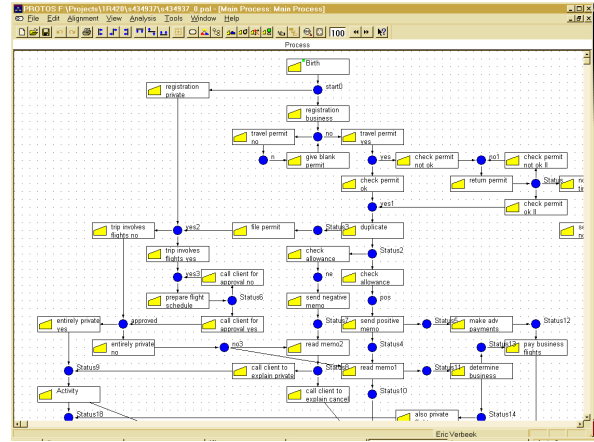 PROTOS F:\Projects\1R420\s434937\s434937_8.pal - [Main Process: Main Process]
File Edit Alignment View Analysis Tools Window Help
100
Process
Birth
registration
private
start0
registration
business
travel permit
no
no
travel permit
yes
n
give blank
permit
yes
check permit
not ok
no1
check permit
not ok II
check permit
ok
return permit
Status
yes1
check permit
ok II
trip involves
flights no
yes2
file permit
Status3
duplicate
trip involves
flights yes
check
allowance
Status2
yes3
call client for
approval no
ne
check
allowance
prepare flight
schedule
Status6
send negative
memo
pos
entirely private
yes
approved
call client for
approval yes
Status7
send positive
memo
Status5
make adv
payments
Status12
entirely private
no
no3
read memo2
Status4
Status13
pay business
flights
Status9
call client to
explain private
Status8
read memo1
Status11
determine
business
Activity
call client to
explain cancel
Status10
Status18
also private
Status14
Eric Verbeek